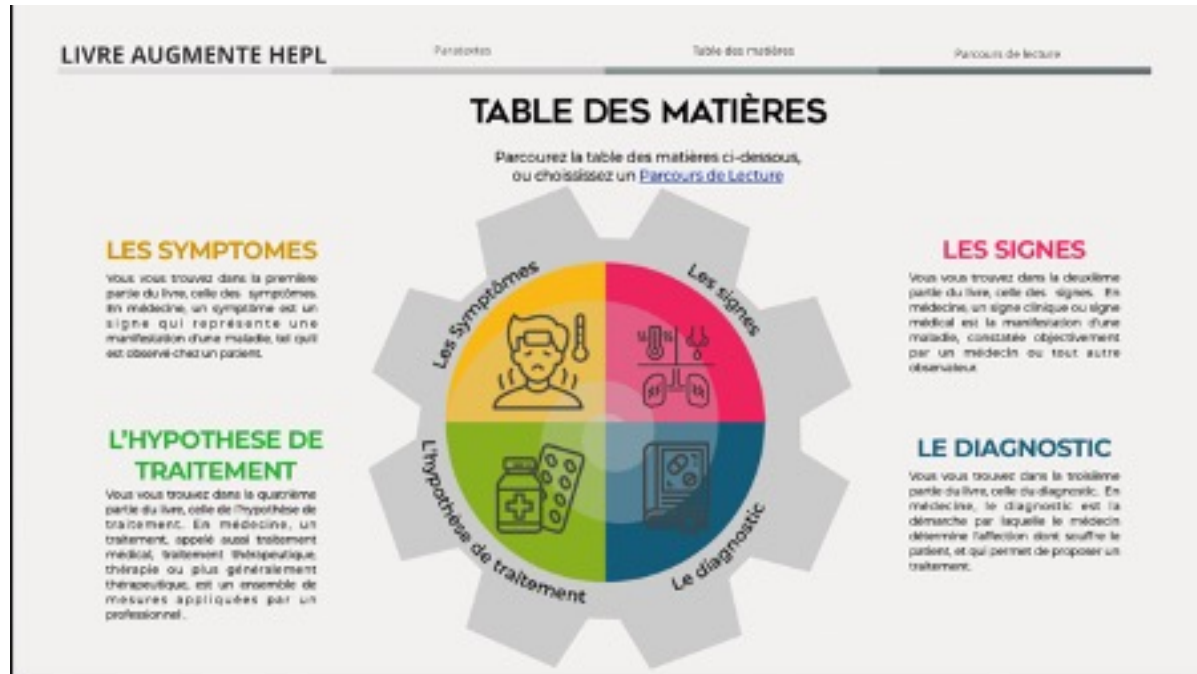 LIVRE AUGMENTE HEPL
Paratextes
Table des matières
Parcours de lecture
TABLE DES MATIÈRES
Parcourez la table des matières ci-dessous,
ou choississez un Parcours de Lecture
LES SYMPTOMES
Vous vous trouvez dans la première
partie du livre, celle des symptômes.
En médecine, un symptôme est un
signe qui représente une
manifestation d'une maladie, tel qu'il
est observé chez un patient.
LES SIGNES
Vous vous trouvez dans la deuxième
partie du livre, celle des signes. En
médecine, un signe clinique ou signe
médical est la manifestation d'une
maladie, constatée objectivement
par un médecin ou tout autre
observateur.
Les Symptômes
Les signes
L'hypothèse de traitement
Le diagnostic
L'HYPOTHESE DE
TRAITEMENT
Vous vous trouvez dans la quatrième
partie du livre, celle de l'hypothèse de
traitement. En médecine, un
traitement, appelé aussi traitement
médical, traitement thérapeutique,
thérapie ou plus généralement
thérapeutique, est un ensemble de
mesures appliquées par un
professionnel.
LE DIAGNOSTIC
Vous vous trouvez dans la troisième
partie du livre, celle du diagnostic. En
médecine, le diagnostic est la
démarche par laquelle le médecin
détermine l'affection dont souffre le
patient, et qui permet de proposer un
traitement.